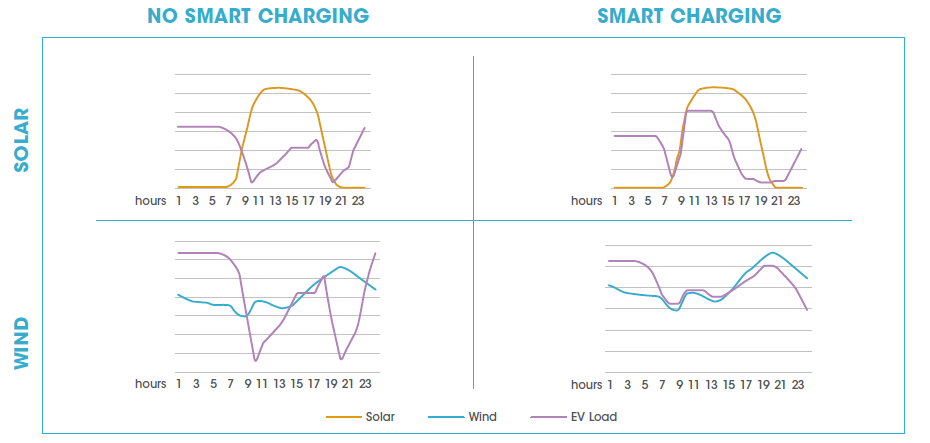 NO SMART CHARGING
SMART CHARGING
SOLAR
hours 1 3 5 7 9 11 13 15 17 19 21 23
hours 1 3 5 7 9 11 13 15 17 19 21 23
WIND
hours 1 3 5 7 9 11 13 15 17 19 21 23
hours 1 3 5 7 9 11 13 15 17 19 21 23
Solar Wind EV Load